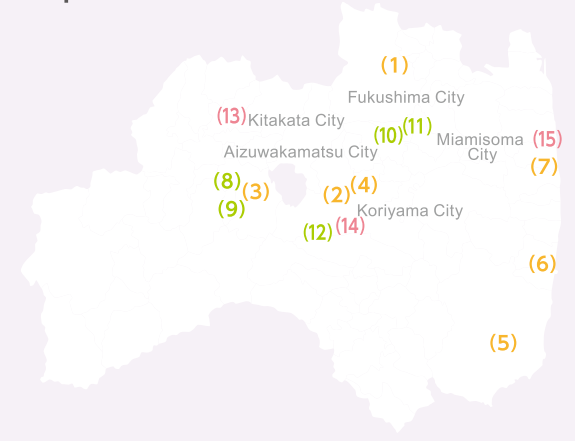 (1)
Fukushima City
(13) Kitakata City
(10) (11)
Miamisoma
City
(15)
Aizuwakamatsu City
(7)
(8)
(3)
(9)
(2) (4)
Koriyama City
(12) (14)
(6)
(5)